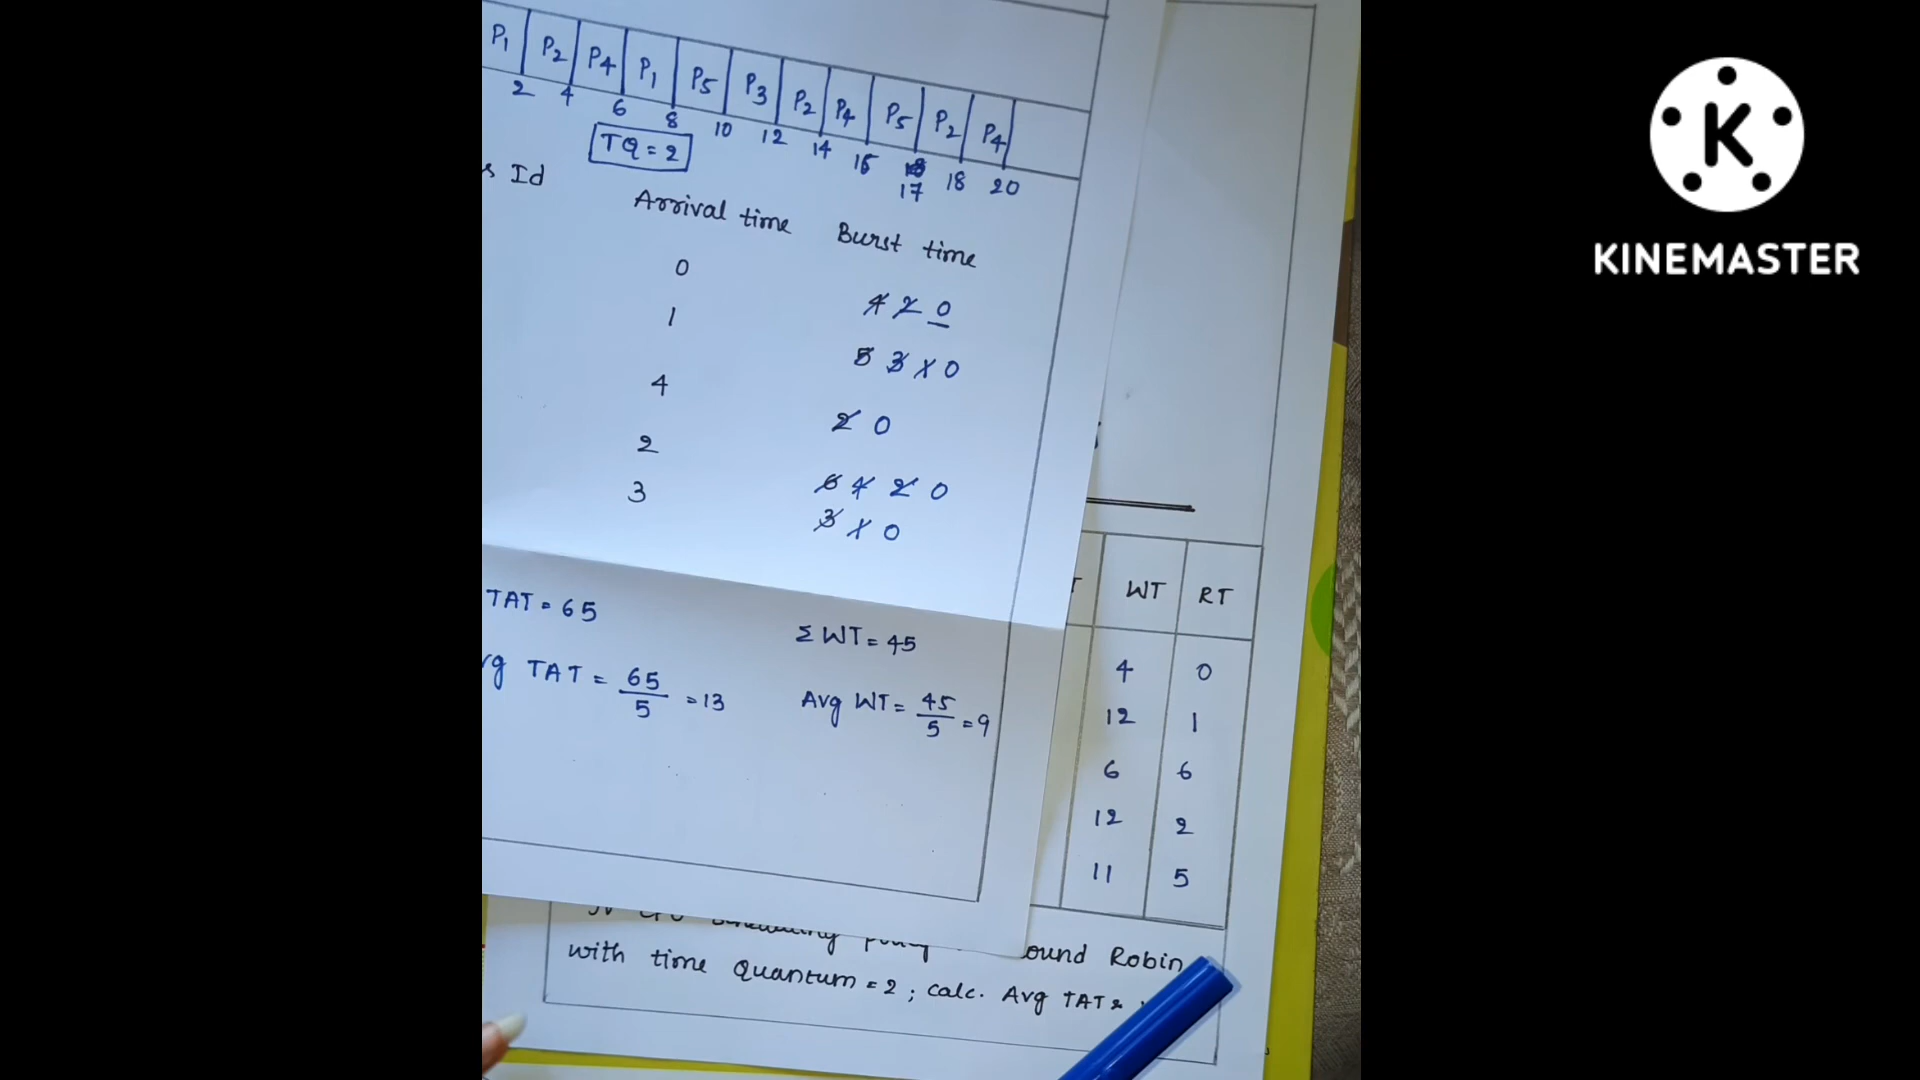 P1 P2 P4 P1 P5 P3 P2 P4 P5 P2 P4
2 4 6 8 10 12 14 16 17 18 20
TQ = 2
s Id Arrival time Burst time
0 4 2 0
1 5 3 1 0
4 2 0
2 6 4 2 0
3 3 1 0
TAT = 65 Σ WT = 45
rg TAT = 65/5 = 13 Avg WT = 45/5 = 9
T WT RT
4 0
12 1
6 6
12 2
11 5
ound Robin
with time Quantum = 2 ; calc. Avg TAT &
K
KINEMASTER